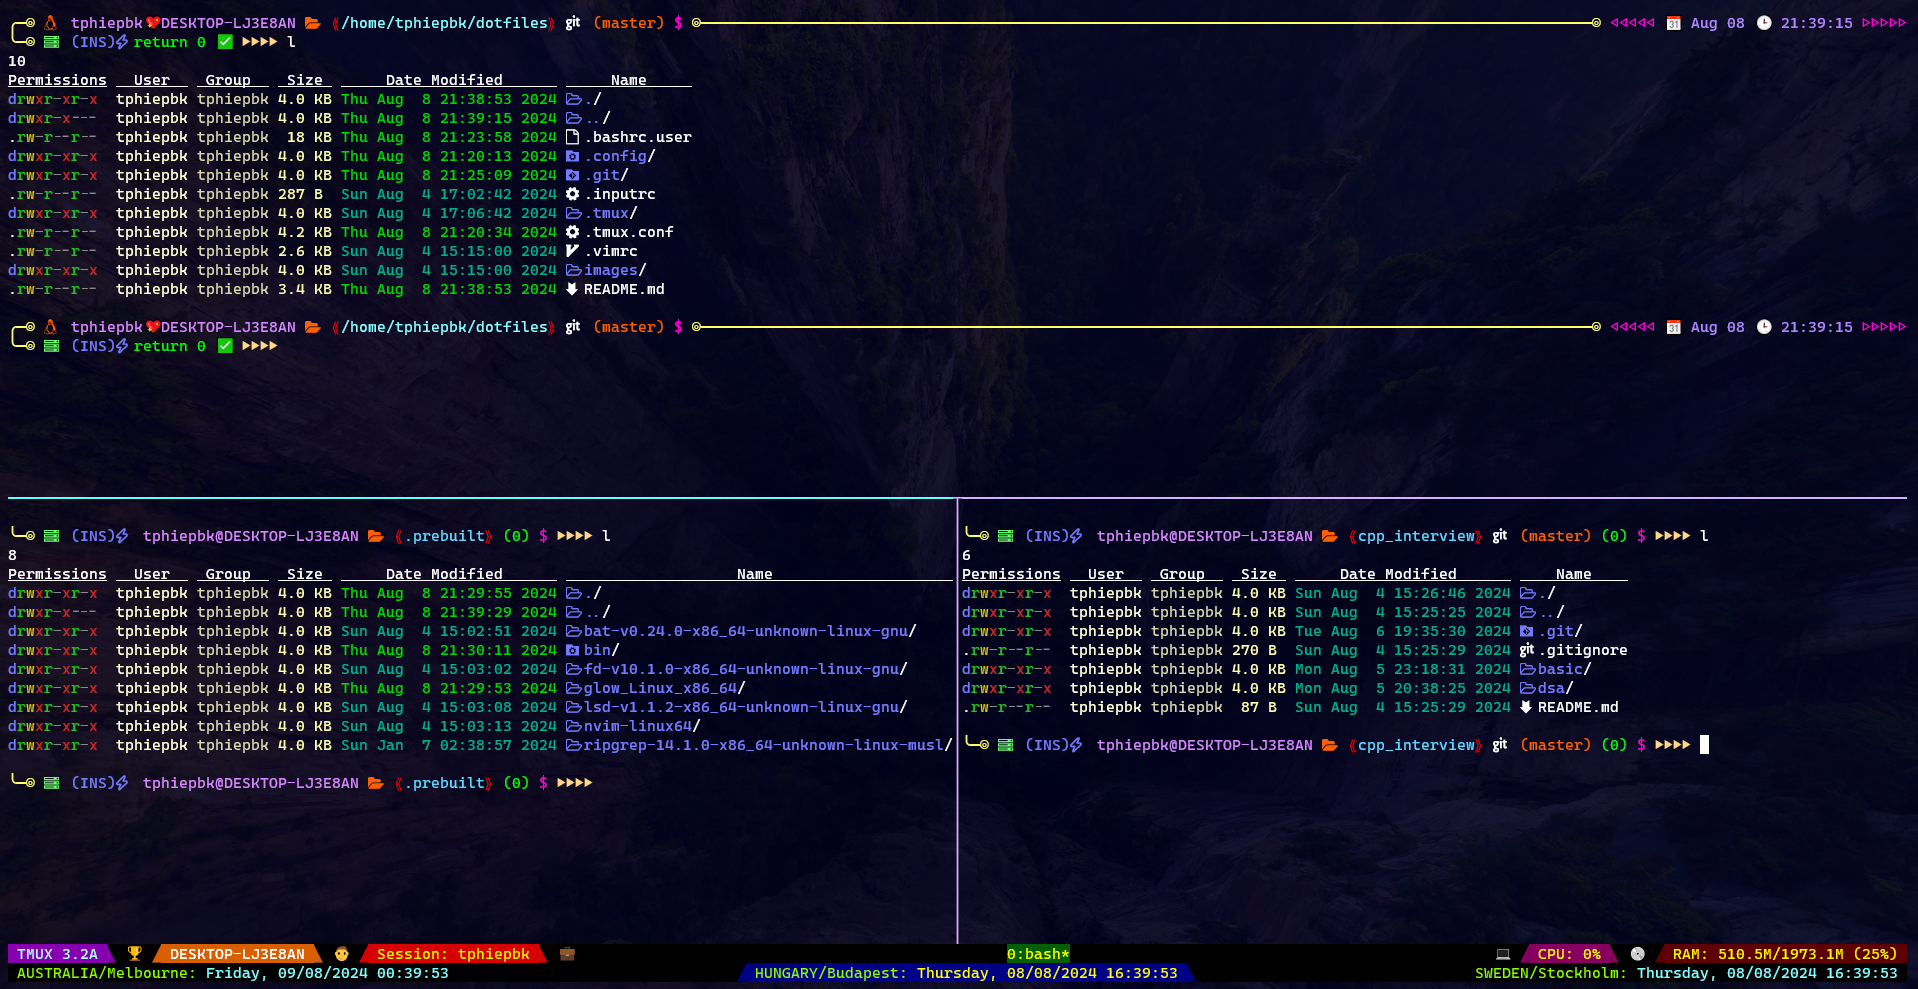 tphiepbk DESKTOP-LJ3E8AN 《/home/tphiepbk/dotfiles》 git (master) $ Aug 08 21:39:15
(INS) return 0 l
10
Permissions User Group Size Date Modified Name
drwxr-xr-x tphiepbk tphiepbk 4.0 KB Thu Aug 8 21:38:53 2024 ./
drwxr-x--- tphiepbk tphiepbk 4.0 KB Thu Aug 8 21:39:15 2024 ../
.rw-r--r-- tphiepbk tphiepbk 18 KB Thu Aug 8 21:23:58 2024 .bashrc.user
drwxr-xr-x tphiepbk tphiepbk 4.0 KB Thu Aug 8 21:20:13 2024 .config/
drwxr-xr-x tphiepbk tphiepbk 4.0 KB Thu Aug 8 21:25:09 2024 .git/
.rw-r--r-- tphiepbk tphiepbk 287 B Sun Aug 4 17:02:42 2024 .inputrc
drwxr-xr-x tphiepbk tphiepbk 4.0 KB Sun Aug 4 17:06:42 2024 .tmux/
.rw-r--r-- tphiepbk tphiepbk 4.2 KB Thu Aug 8 21:20:34 2024 .tmux.conf
.rw-r--r-- tphiepbk tphiepbk 2.6 KB Sun Aug 4 15:15:00 2024 .vimrc
drwxr-xr-x tphiepbk tphiepbk 4.0 KB Sun Aug 4 15:15:00 2024 images/
.rw-r--r-- tphiepbk tphiepbk 3.4 KB Thu Aug 8 21:38:53 2024 README.md
tphiepbk DESKTOP-LJ3E8AN 《/home/tphiepbk/dotfiles》 git (master) $ Aug 08 21:39:15
(INS) return 0
(INS) tphiepbk@DESKTOP-LJ3E8AN 《.prebuilt》 (0) $ l
8
Permissions User Group Size Date Modified Name
drwxr-xr-x tphiepbk tphiepbk 4.0 KB Thu Aug 8 21:29:55 2024 ./
drwxr-x--- tphiepbk tphiepbk 4.0 KB Thu Aug 8 21:39:29 2024 ../
drwxr-xr-x tphiepbk tphiepbk 4.0 KB Sun Aug 4 15:02:51 2024 bat-v0.24.0-x86_64-unknown-linux-gnu/
drwxr-xr-x tphiepbk tphiepbk 4.0 KB Thu Aug 8 21:30:11 2024 bin/
drwxr-xr-x tphiepbk tphiepbk 4.0 KB Sun Aug 4 15:03:02 2024 fd-v10.1.0-x86_64-unknown-linux-gnu/
drwxr-xr-x tphiepbk tphiepbk 4.0 KB Thu Aug 8 21:29:53 2024 glow_Linux_x86_64/
drwxr-xr-x tphiepbk tphiepbk 4.0 KB Sun Aug 4 15:03:08 2024 lsd-v1.1.2-x86_64-unknown-linux-gnu/
drwxr-xr-x tphiepbk tphiepbk 4.0 KB Sun Aug 4 15:03:13 2024 nvim-linux64/
drwxr-xr-x tphiepbk tphiepbk 4.0 KB Sun Jan 7 02:38:57 2024 ripgrep-14.1.0-x86_64-unknown-linux-musl/
(INS) tphiepbk@DESKTOP-LJ3E8AN 《.prebuilt》 (0) $
(INS) tphiepbk@DESKTOP-LJ3E8AN 《cpp_interview》 git (master) (0) $ l
6
Permissions User Group Size Date Modified Name
drwxr-xr-x tphiepbk tphiepbk 4.0 KB Sun Aug 4 15:26:46 2024 ./
drwxr-xr-x tphiepbk tphiepbk 4.0 KB Sun Aug 4 15:25:25 2024 ../
drwxr-xr-x tphiepbk tphiepbk 4.0 KB Tue Aug 6 19:35:30 2024 .git/
.rw-r--r-- tphiepbk tphiepbk 270 B Sun Aug 4 15:25:29 2024 git .gitignore
drwxr-xr-x tphiepbk tphiepbk 4.0 KB Mon Aug 5 23:18:31 2024 basic/
drwxr-xr-x tphiepbk tphiepbk 4.0 KB Mon Aug 5 20:38:25 2024 dsa/
.rw-r--r-- tphiepbk tphiepbk 87 B Sun Aug 4 15:25:29 2024 README.md
(INS) tphiepbk@DESKTOP-LJ3E8AN 《cpp_interview》 git (master) (0) $
TMUX 3.2A DESKTOP-LJ3E8AN Session: tphiepbk 0:bash* CPU: 0% RAM: 510.5M/1973.1M (25%)
AUSTRALIA/Melbourne: Friday, 09/08/2024 00:39:53 HUNGARY/Budapest: Thursday, 08/08/2024 16:39:53 SWEDEN/Stockholm: Thursday, 08/08/2024 16:39:53